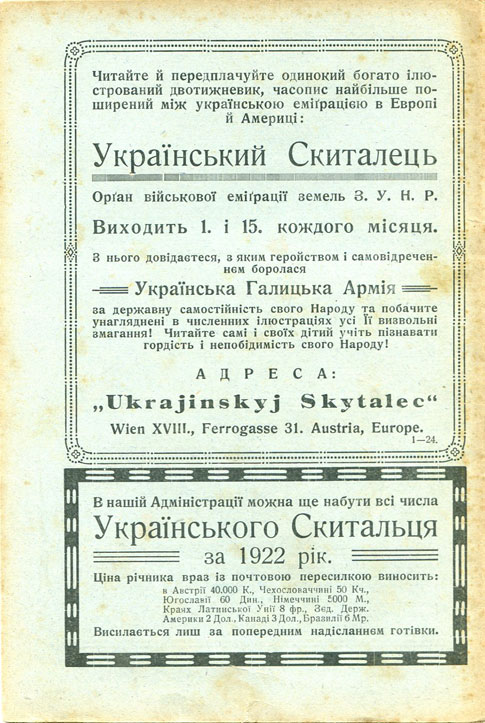 Читайте й передплачуйте одинокий богато ілю-
стрований двотижневик, часопис найбільше по-
ширений між українською еміґрацією в Европі
й Америці:
Український Скиталець
Орґан військової еміґрації земель З. У. Н. Р.
Виходить 1. і 15. кождого місяця.
З нього довідаєтеся, з яким геройством і самовідречен-
нєм боролася
Українська Галицька Армія
за державну самостійність свого Народу та побачите
унагляднені в численних ілюстраціях усі Її визвольні
змагання! Читайте самі і своїх дітий учіть пізнавати
гордість і непобідимість свого Народу!
АДРЕСА:
„Ukrajinskyj Skytalec“
Wien XVIII., Ferrogasse 31. Austria, Europe.
1—24.
В нашій Адміністрації можна ще набути всі числа
Українського Скитальця
за 1922 рік.
Ціна річника враз із почтовою пересилкою виносить:
в Австрії 40.000 К., Чехословаччині 50 Кч.,
Югославії 60 Дин., Німеччині 5000 М.,
Краях Латинської Унії 8 фр., Зєд. Держ.
Америки 2 Дол., Канаді 3 Дол., Бразилії 6 Мр.
Висилається лиш за попереднім надісланнєм готівки.